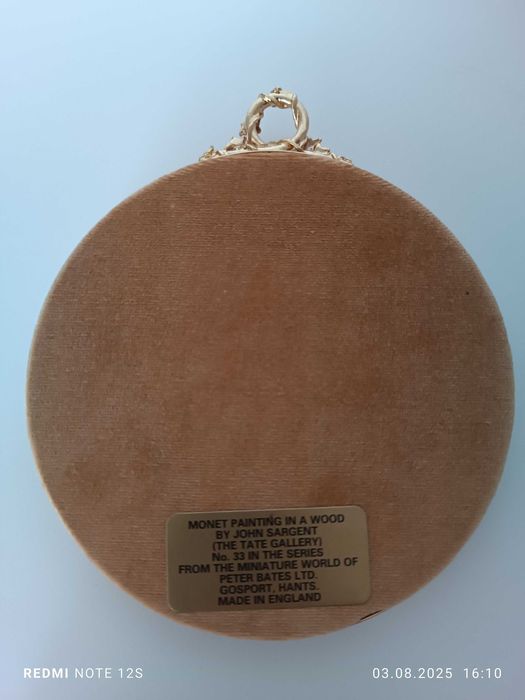 MONET PAINTING IN A WOOD
BY JOHN SARGENT
(THE TATE GALLERY)
No. 33 IN THE SERIES
FROM THE MINIATURE WORLD OF
PETER BATES LTD.
GOSPORT, HANTS.
MADE IN ENGLAND
REDMI NOTE 12S
03.08.2025 16:10